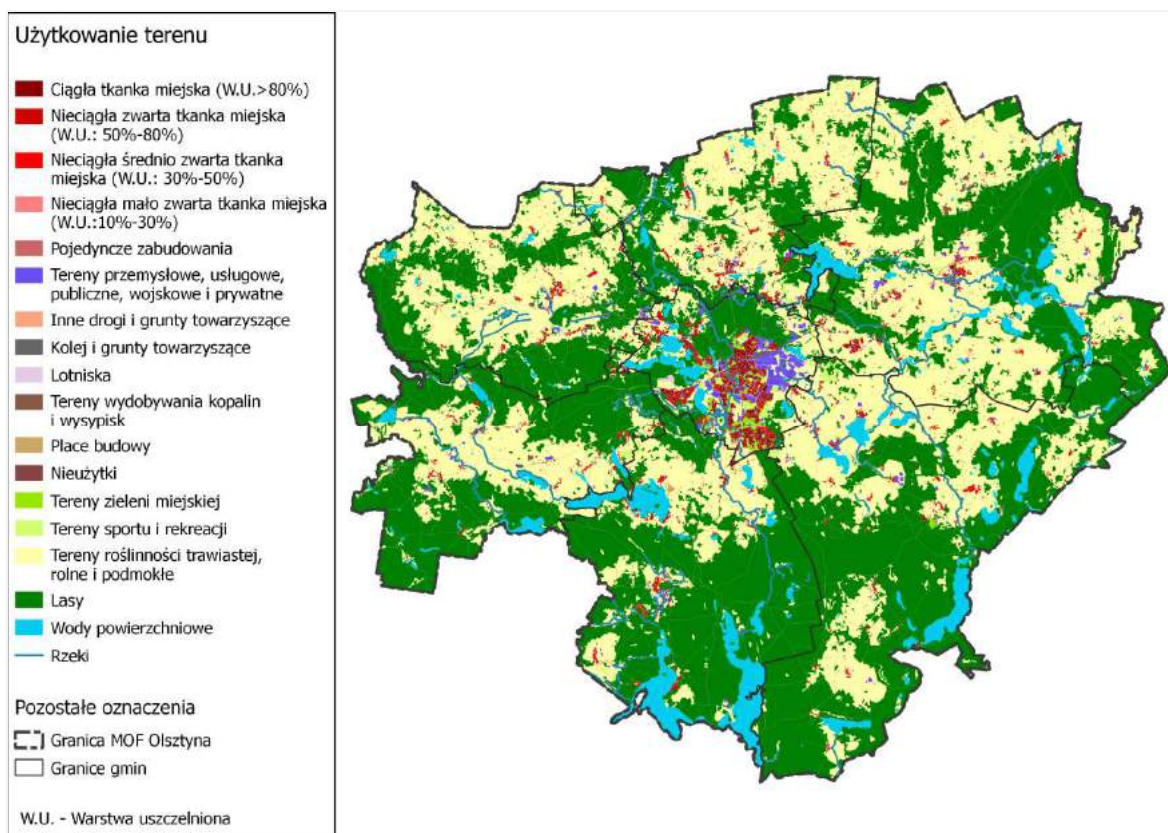 Użytkowanie terenu
Ciągła tkanka miejska (W.U.>80%)
Nieciągła zwarta tkanka miejska
(W.U.: 50%-80%)
Nieciągła średnio zwarta tkanka
miejska (W.U.: 30%-50%)
Nieciągła mało zwarta tkanka miejska
(W.U.:10%-30%)
Pojedyncze zabudowania
Tereny przemysłowe, usługowe,
publiczne, wojskowe i prywatne
Inne drogi i grunty towarzyszące
Kolej i grunty towarzyszące
Lotniska
Tereny wydobywania kopalin
i wysypisk
Place budowy
Nieużytki
Tereny zieleni miejskiej
Tereny sportu i rekreacji
Tereny roślinności trawiastej,
rolne i podmokłe
Lasy
Wody powierzchniowe
Rzeki
Pozostałe oznaczenia
Granica MOF Olsztyna
Granice gmin
W.U. - Warstwa uszczelniona